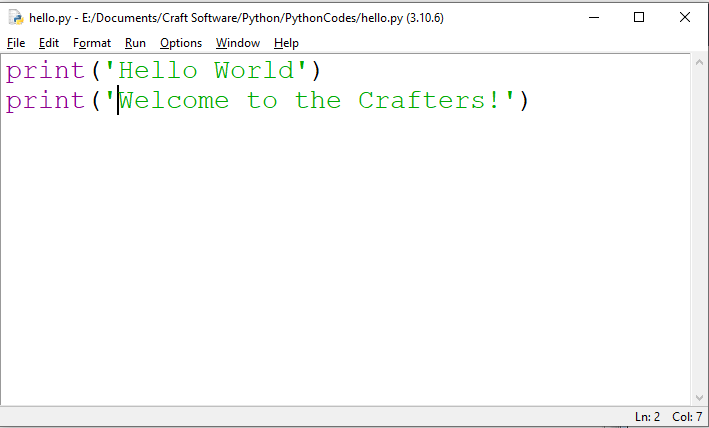 hello.py - E:/Documents/Craft Software/Python/PythonCodes/hello.py (3.10.6)
File Edit Format Run Options Window Help
print('Hello World')
print('Welcome to the Crafters!')
Ln: 2 Col: 7